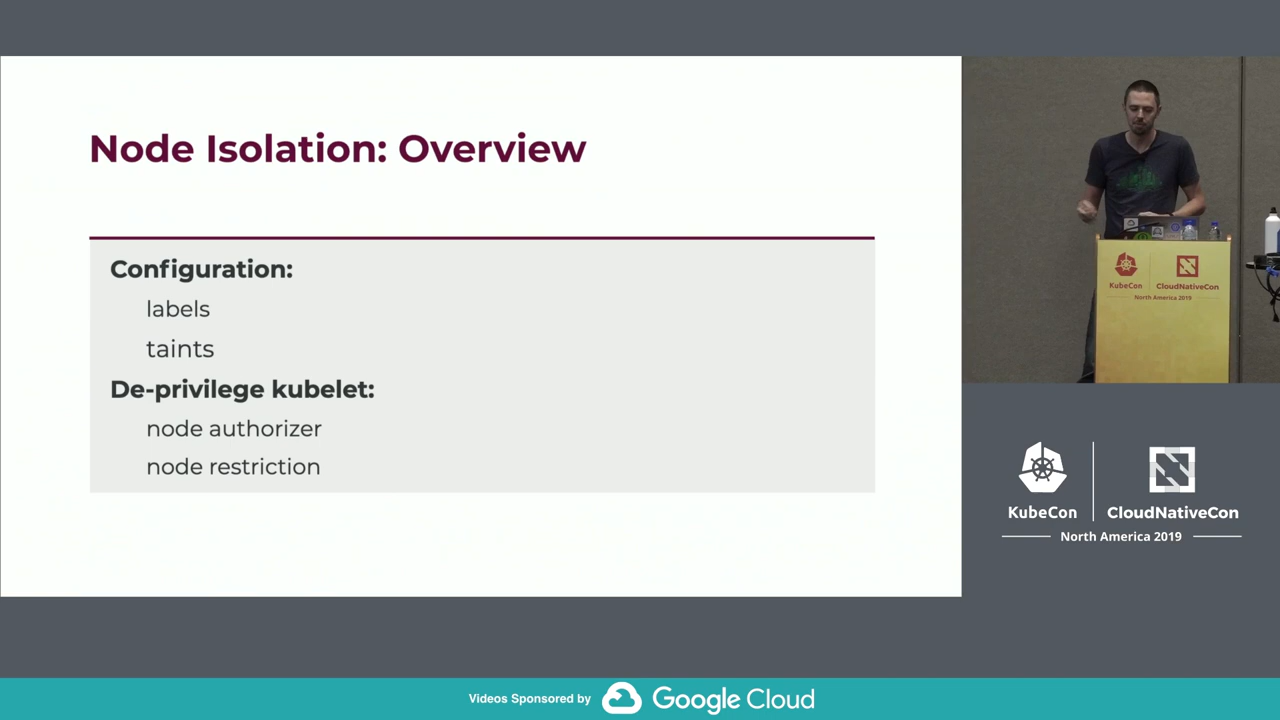 Node Isolation: Overview
Configuration:
labels
taints
De-privilege kubelet:
node authorizer
node restriction
KubeCon
CloudNativeCon
North America 2019
KubeCon
CloudNativeCon
North America 2019
Videos Sponsored by
Google Cloud